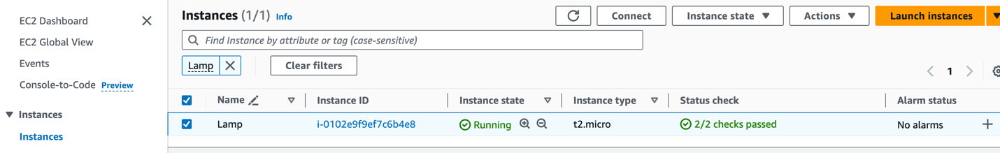 EC2 Dashboard
EC2 Global View
Events
Console-to-Code Preview
Instances
Instances
Instances (1/1) Info
Connect
Instance state
Actions
Launch instances
Find Instance by attribute or tag (case-sensitive)
Lamp
Clear filters
1
Name Instance ID Instance state Instance type Status check Alarm status
Lamp i-0102e9f9ef7c6b4e8 Running t2.micro 2/2 checks passed No alarms